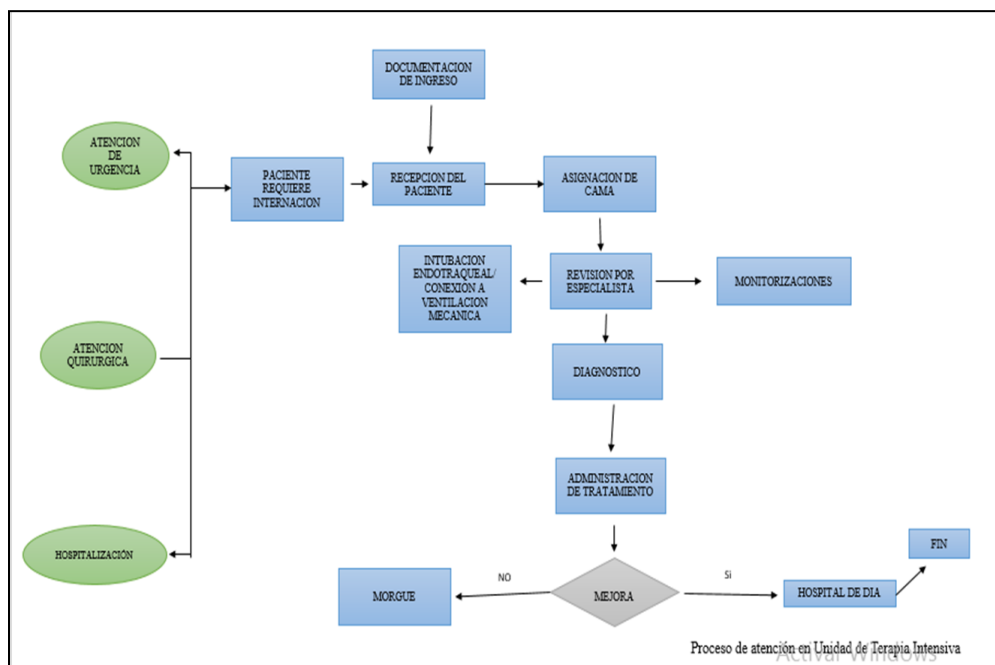 DOCUMENTACION
DE INGRESO
ATENCION
DE
URGENCIA
PACIENTE
REQUIERE
INTERNACION
RECEPCION DEL
PACIENTE
ASIGNACION DE
CAMA
INTUBACION
ENDOTRAQUEAL/
CONEXIÓN A
VENTILACION
MECANICA
REVISION POR
ESPECIALISTA
MONITORIZACIONES
ATENCION
QUIRURGICA
DIAGNOSTICO
ADMINISTRACION
DE TRATAMIENTO
HOSPITALIZACIÓN
FIN
NO
Si
MORGUE
MEJORA
HOSPITAL DE DIA
Proceso de atención en Unidad de Terapia Intensiva
Activar Windows